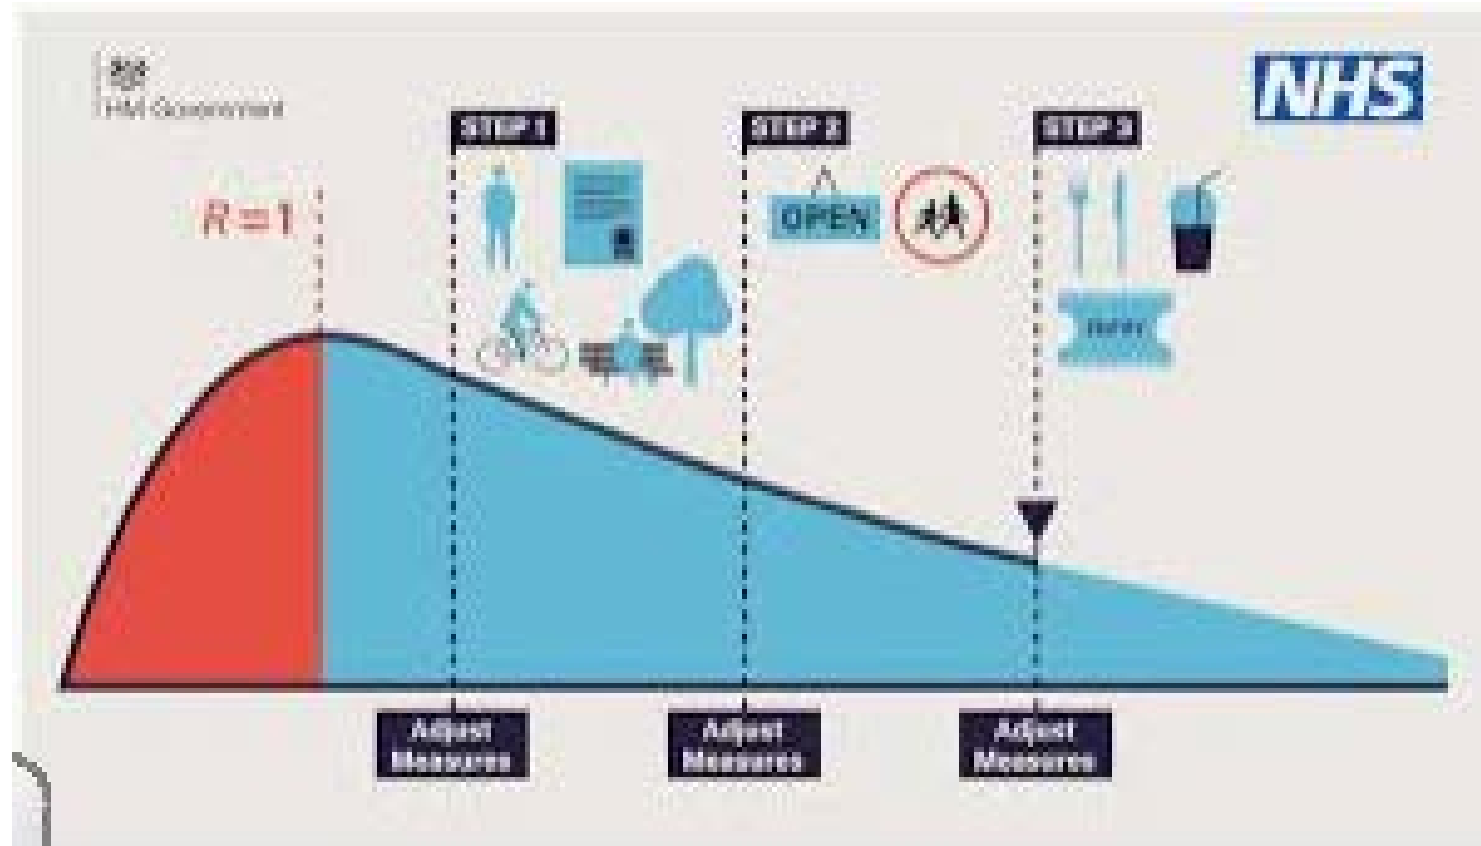 HM Government
NHS
STEP 1
STEP 2
STEP 3
R=1
OPEN
Adjust
Measures
Adjust
Measures
Adjust
Measures